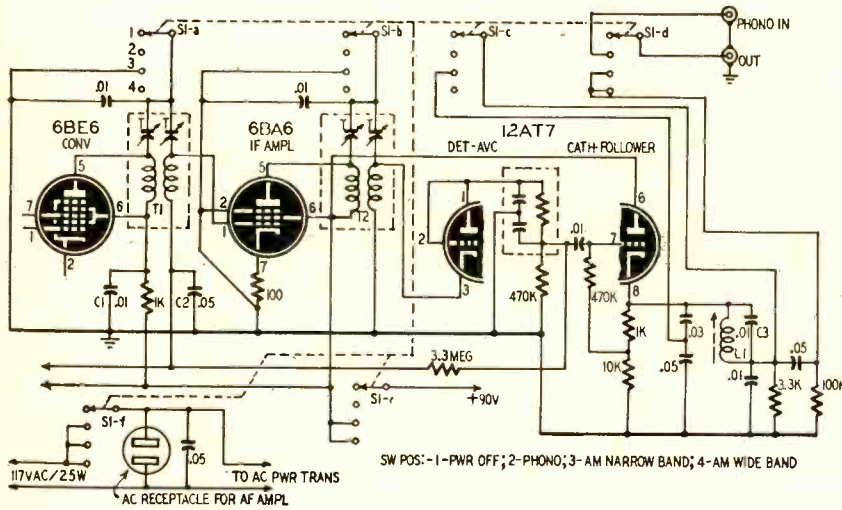 1
2
3
4
S1-a
S1-b
S1-c
S1-d
PHONO IN
OUT
.01
.01
6BE6
CONV
6BA6
IF AMPL
12AT7
DET-AVC
CATH FOLLOWER
T
T
5
7
1
2
6
T1
5
2
1
6
7
T2
1
2
3
.01
6
7
8
C1
.01
1K
C2
.05
100
470K
470K
1K
10K
.03
.05
L1
.01
C3
.01
.05
3.3K
100K
3.3 MEG
+90V
S1-f
.05
117VAC/25W
TO AC PWR TRANS
AC RECEPTACLE FOR AF AMPL
SW POS:-1-PWR OFF; 2-PHONO; 3-AM NARROW BAND; 4-AM WIDE BAND